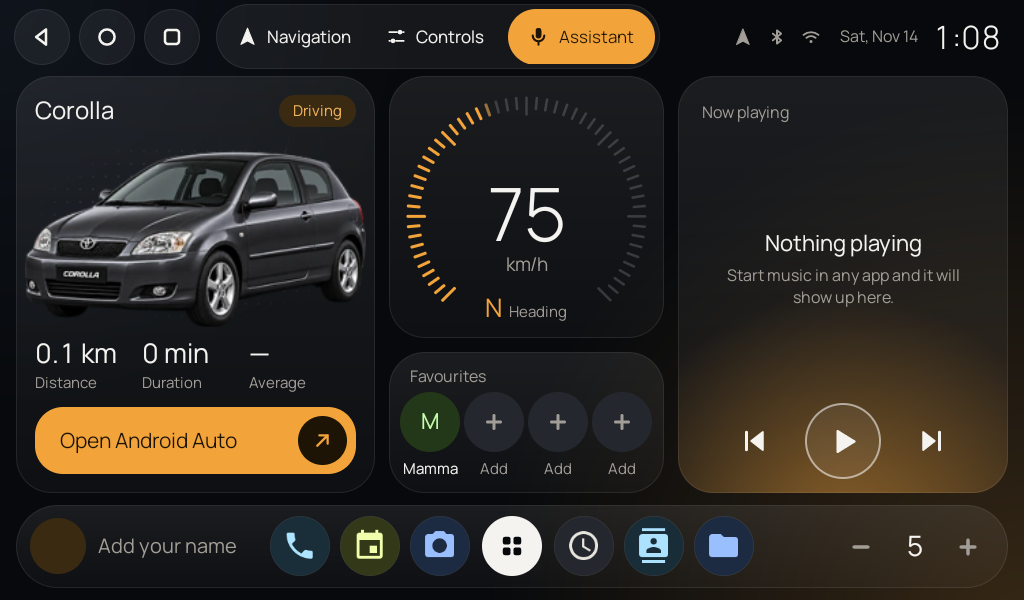 Navigation
Controls
Assistant
Sat, Nov 14
1:08
Corolla
Driving
COROLLA
0.1 km
0 min
—
Distance
Duration
Average
Open Android Auto
75
km/h
N Heading
Favourites
M
Mamma
Add
Add
Add
Now playing
Nothing playing
Start music in any app and it will
show up here.
Add your name
5